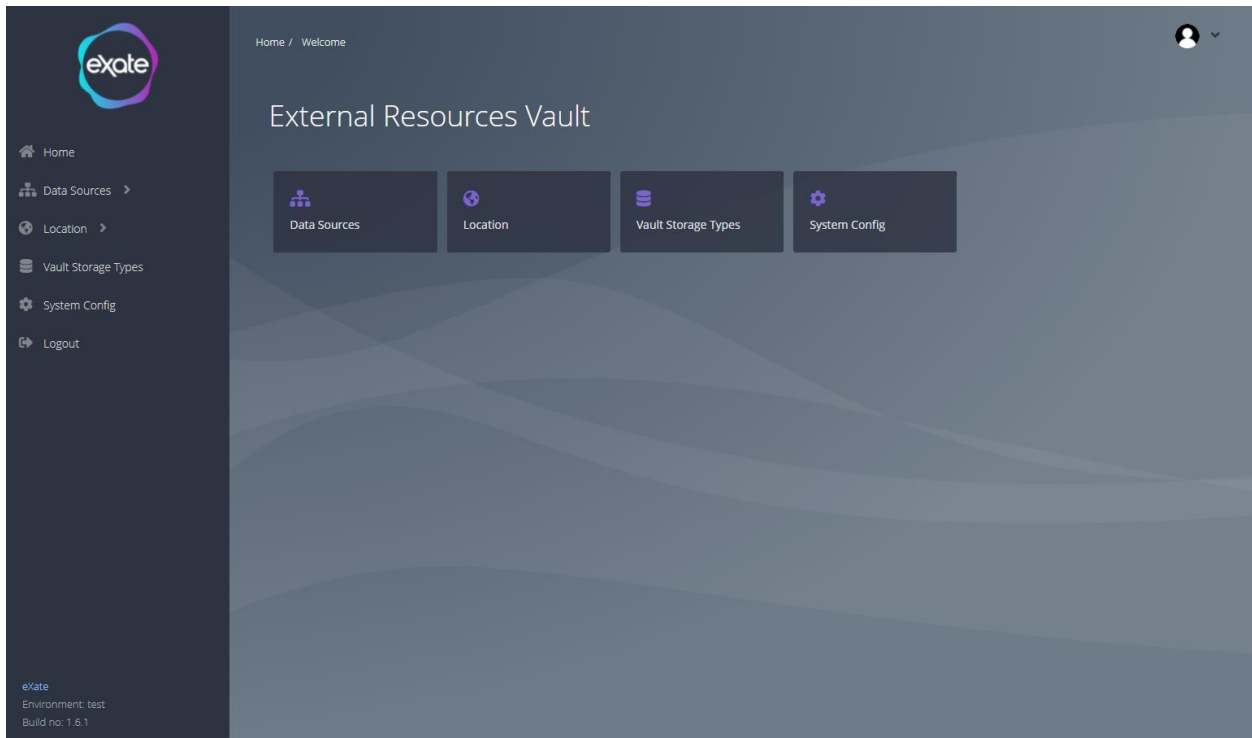 exate
Home / Welcome
External Resources Vault
Home
Data Sources
Location
Vault Storage Types
System Config
Logout
Data Sources
Location
Vault Storage Types
System Config
eXate
Environment: test
Build no: 1.6.1